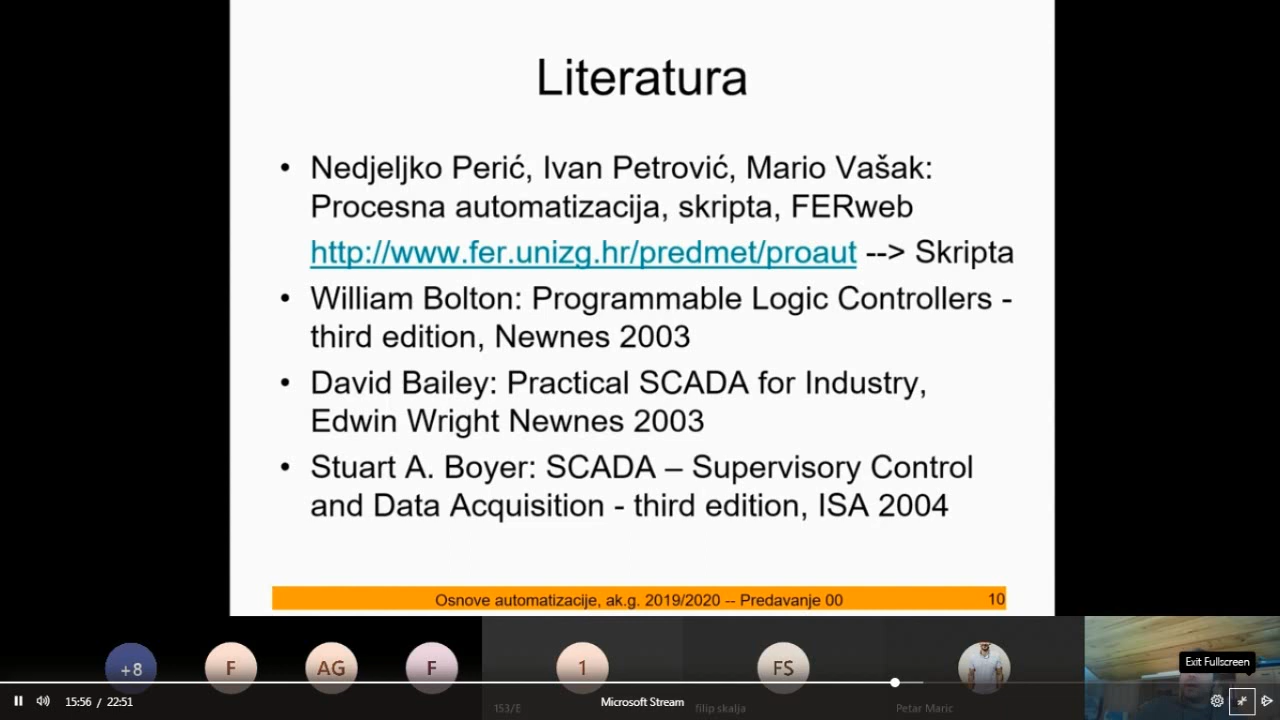 Literatura
• Nedjeljko Perić, Ivan Petrović, Mario Vašak:
Procesna automatizacija, skripta, FERweb
http://www.fer.unizg.hr/predmet/proaut --> Skripta
• William Bolton: Programmable Logic Controllers -
third edition, Newnes 2003
• David Bailey: Practical SCADA for Industry,
Edwin Wright Newnes 2003
• Stuart A. Boyer: SCADA – Supervisory Control
and Data Acquisition - third edition, ISA 2004
Osnove automatizacije, ak.g. 2019/2020 -- Predavanje 00 10
+8 F AG F 1 FS
Exit Fullscreen
15:56 / 22:51 Microsoft Stream
153/E filip skalja Petar Maric